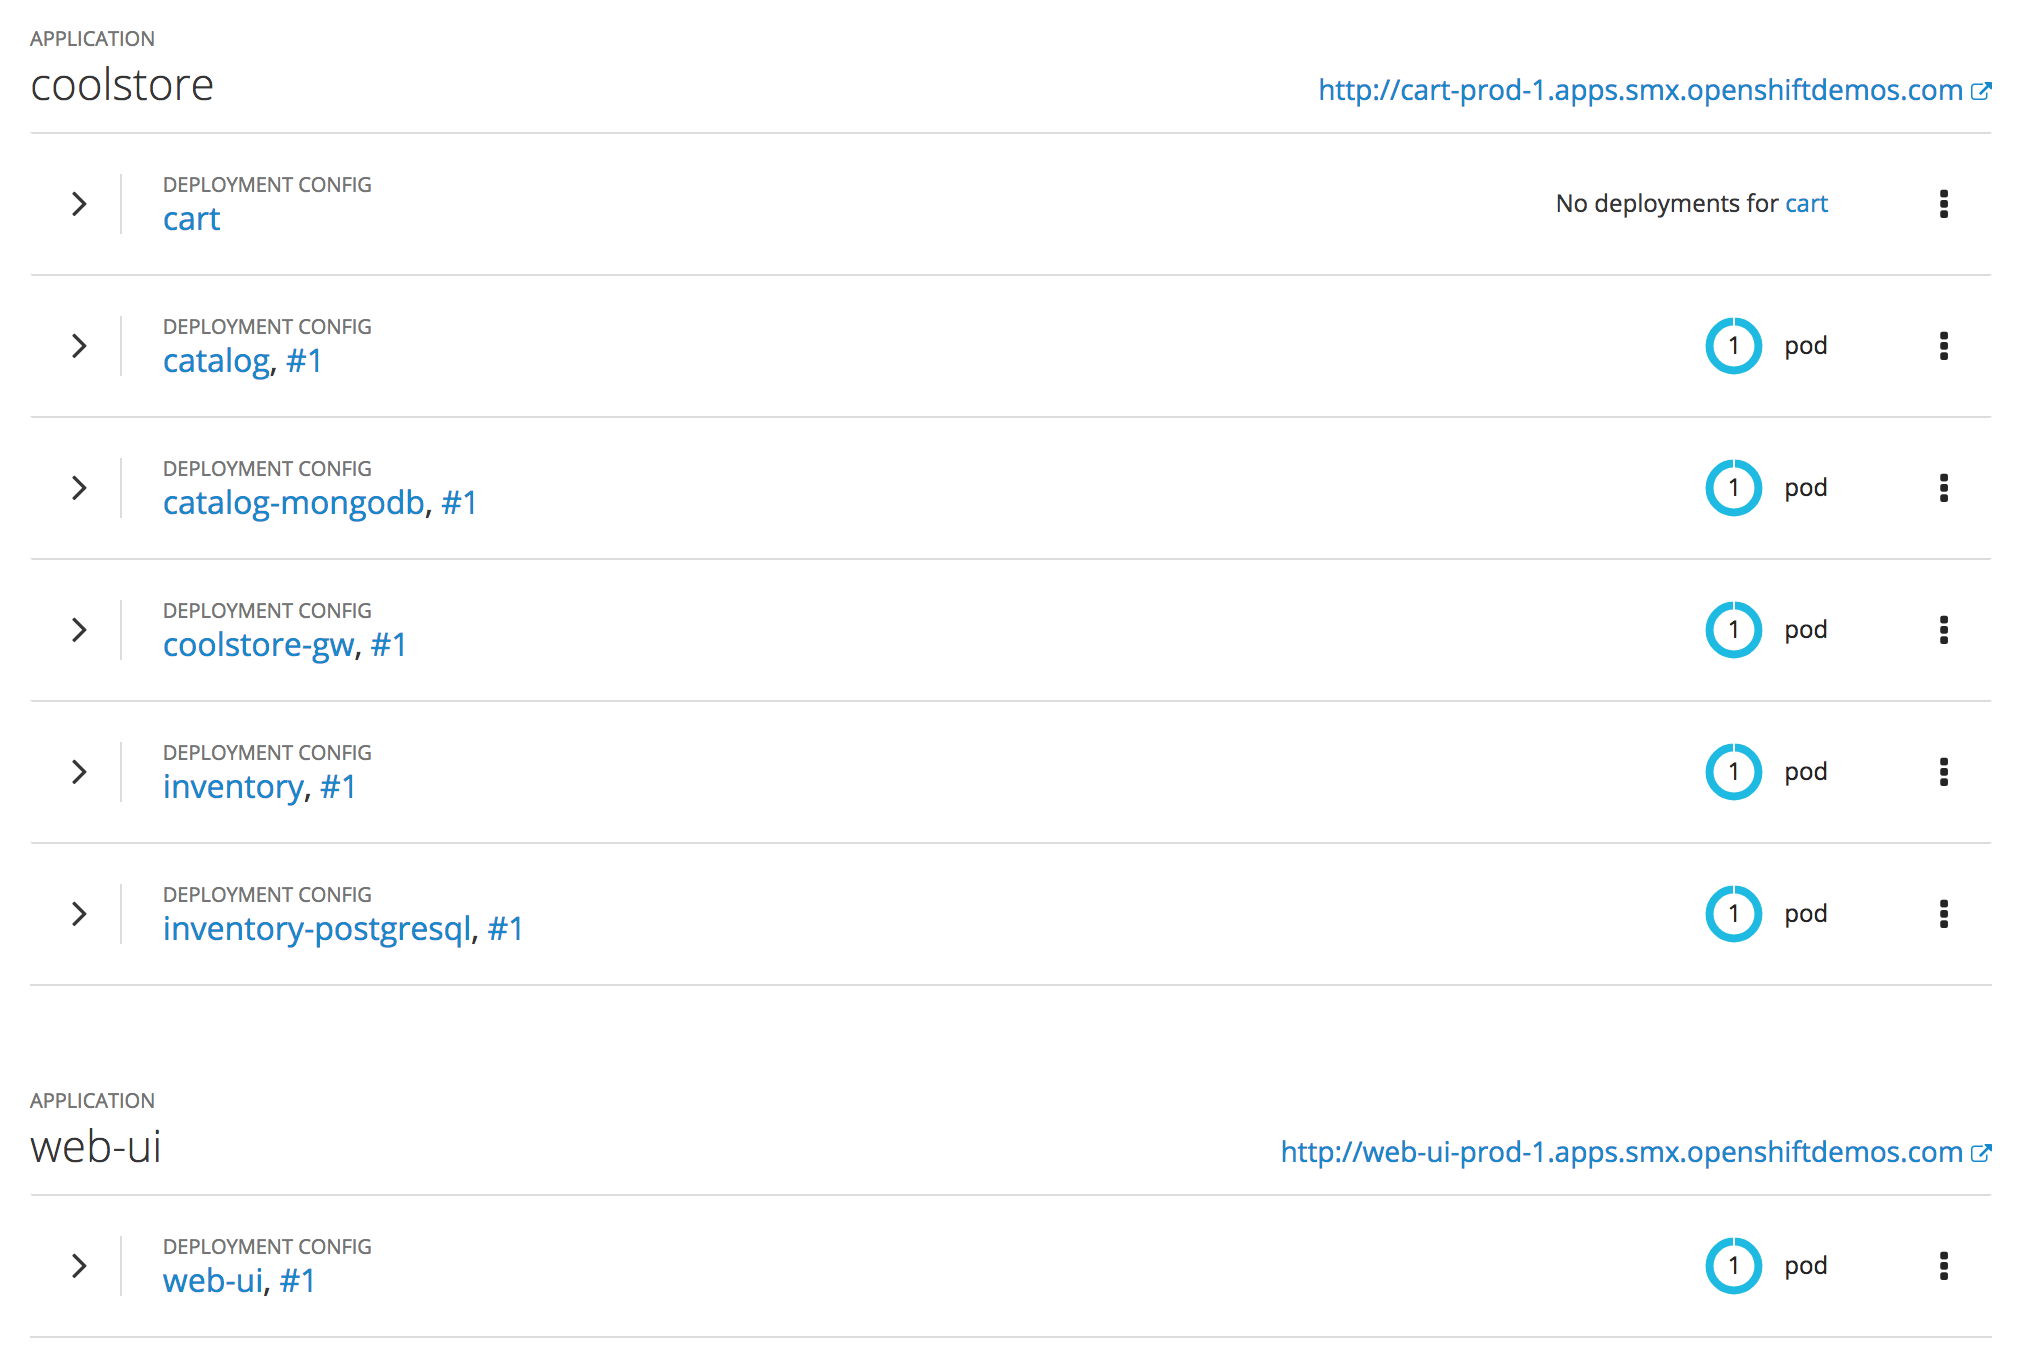 APPLICATION
coolstore
http://cart-prod-1.apps.smx.openshiftdemos.com
DEPLOYMENT CONFIG
cart
No deployments for cart
DEPLOYMENT CONFIG
catalog, #1
1 pod
DEPLOYMENT CONFIG
catalog-mongodb, #1
1 pod
DEPLOYMENT CONFIG
coolstore-gw, #1
1 pod
DEPLOYMENT CONFIG
inventory, #1
1 pod
DEPLOYMENT CONFIG
inventory-postgresql, #1
1 pod
APPLICATION
web-ui
http://web-ui-prod-1.apps.smx.openshiftdemos.com
DEPLOYMENT CONFIG
web-ui, #1
1 pod